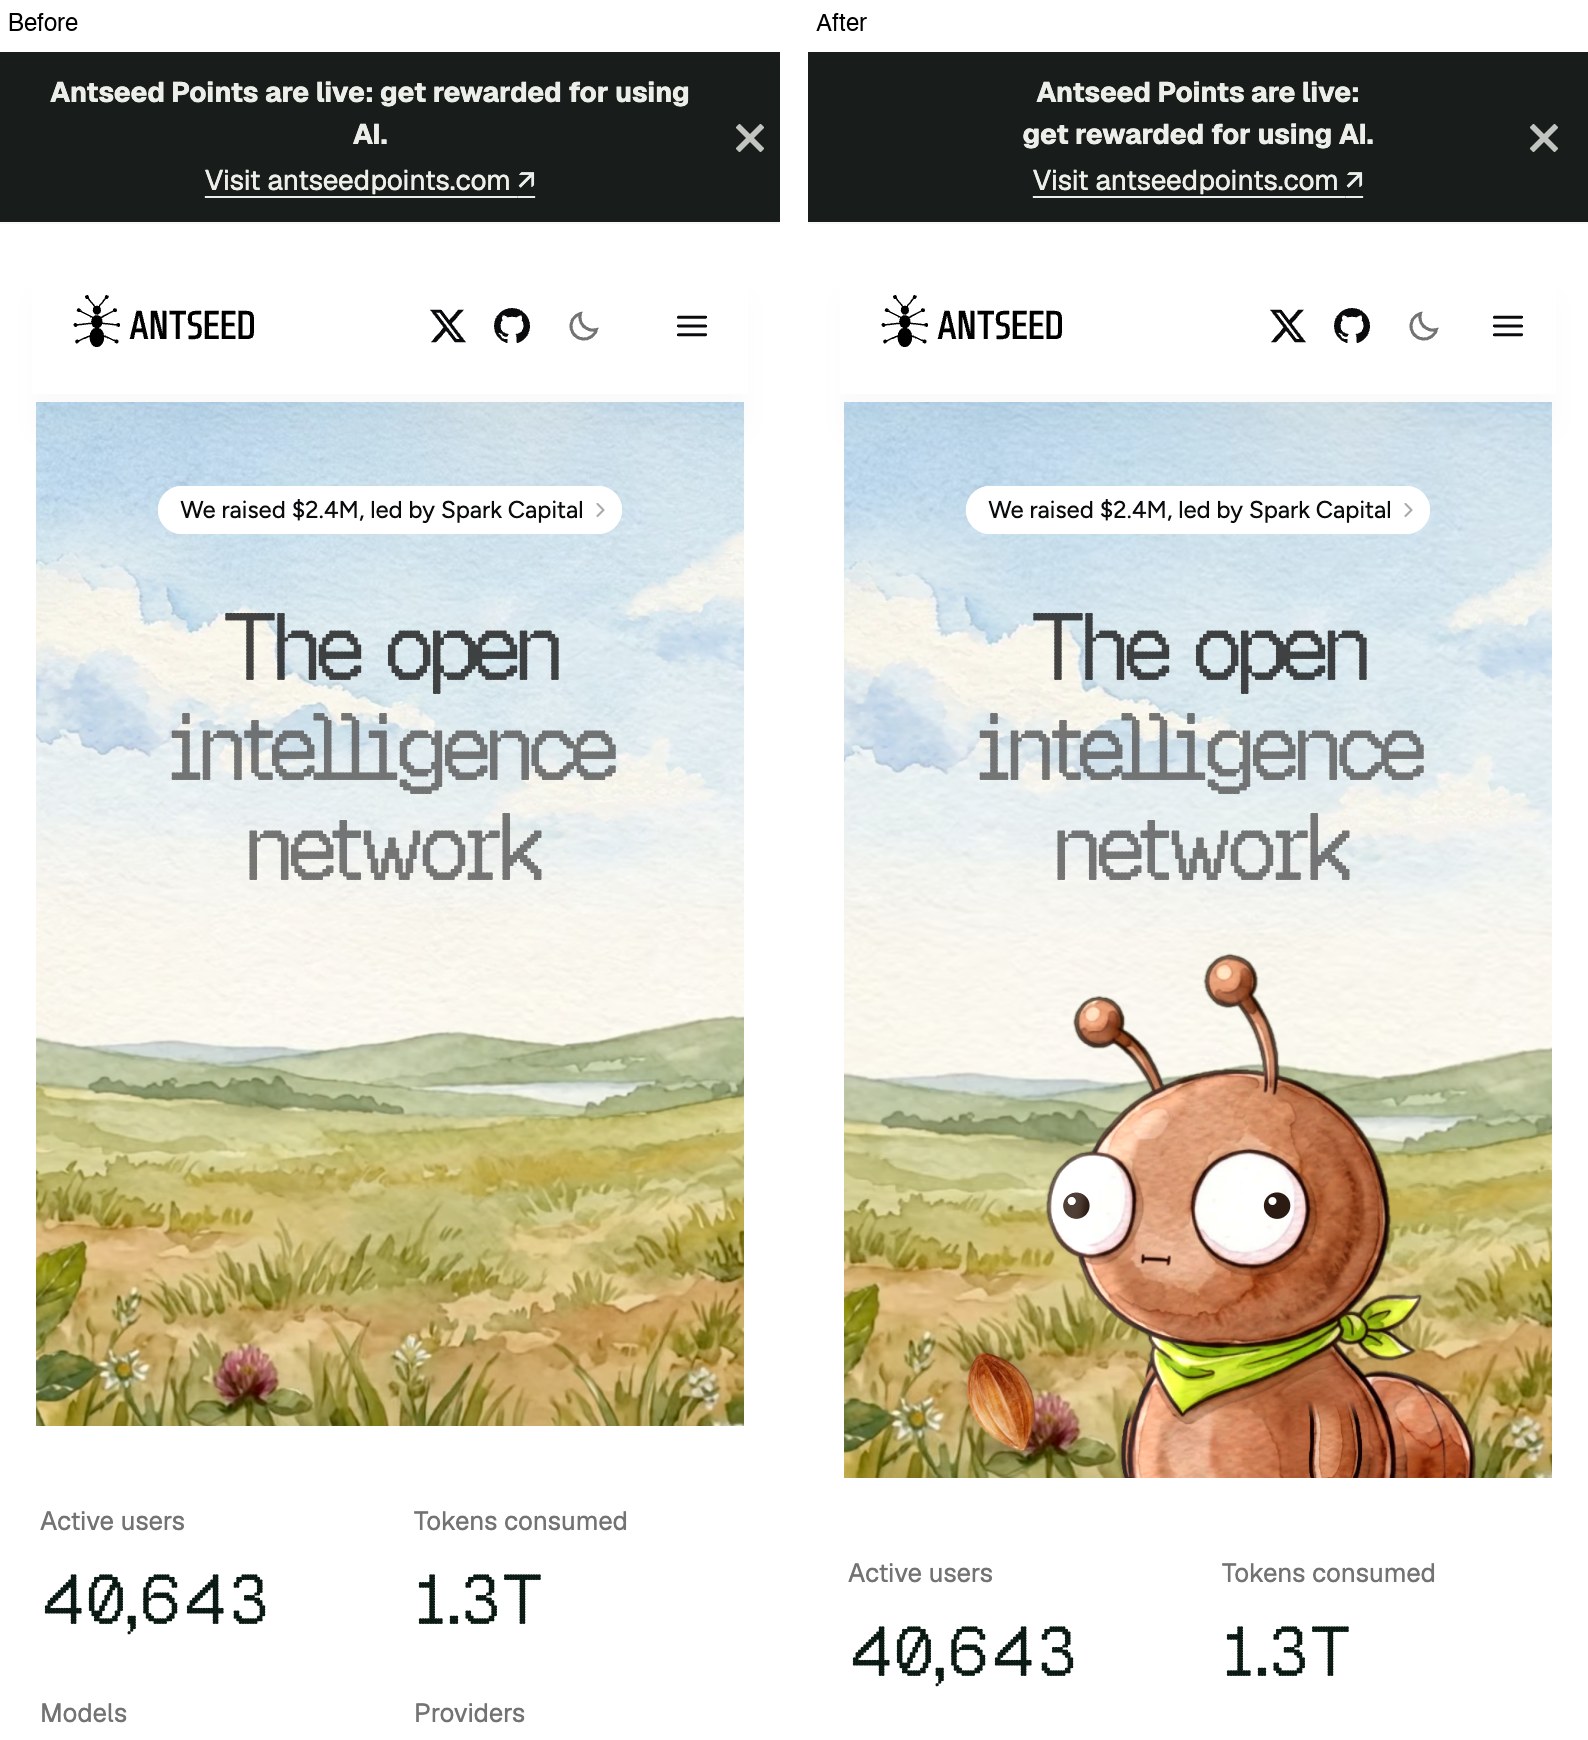 Before
Antseed Points are live: get rewarded for using
AI.
Visit antseedpoints.com ↗
ANTSEED
We raised $2.4M, led by Spark Capital
The open
intelligence
network
Active users
Tokens consumed
40,643
1.3T
Models
Providers
After
Antseed Points are live:
get rewarded for using AI.
Visit antseedpoints.com ↗
ANTSEED
We raised $2.4M, led by Spark Capital
The open
intelligence
network
Active users
Tokens consumed
40,643
1.3T